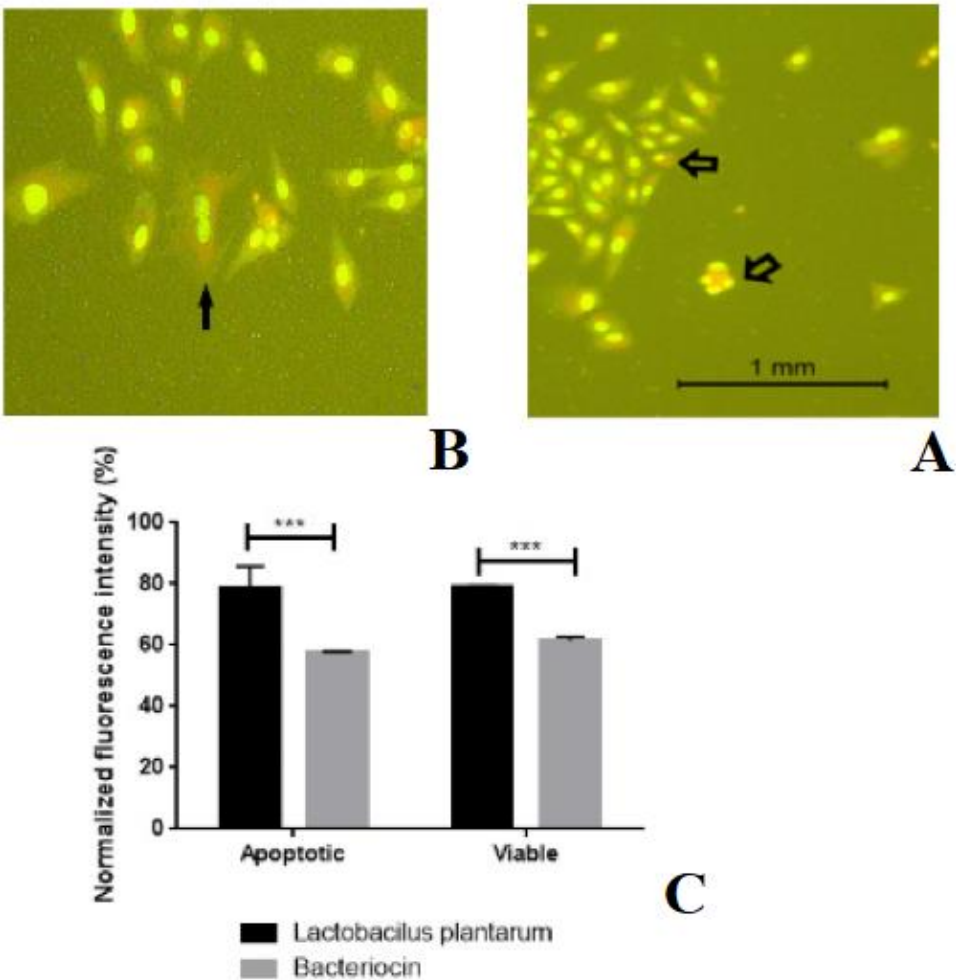 1 mm
B
A
Normalized fluorescence intensity (%)
100
80
60
40
20
0
***
***
Apoptotic
Viable
C
Lactobacilus plantarum
Bacteriocin